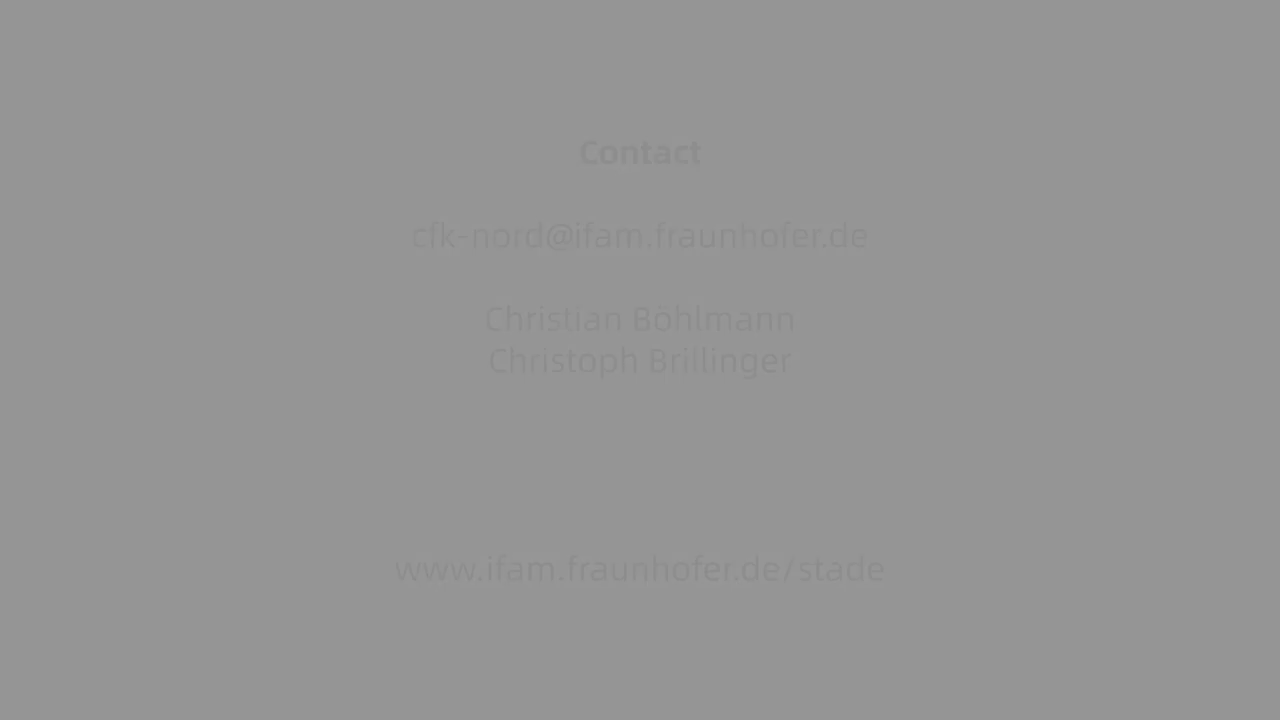 Contact
cfk-nord@ifam.fraunhofer.de
Christian Böhlmann
Christoph Brillinger
www.ifam.fraunhofer.de/stade